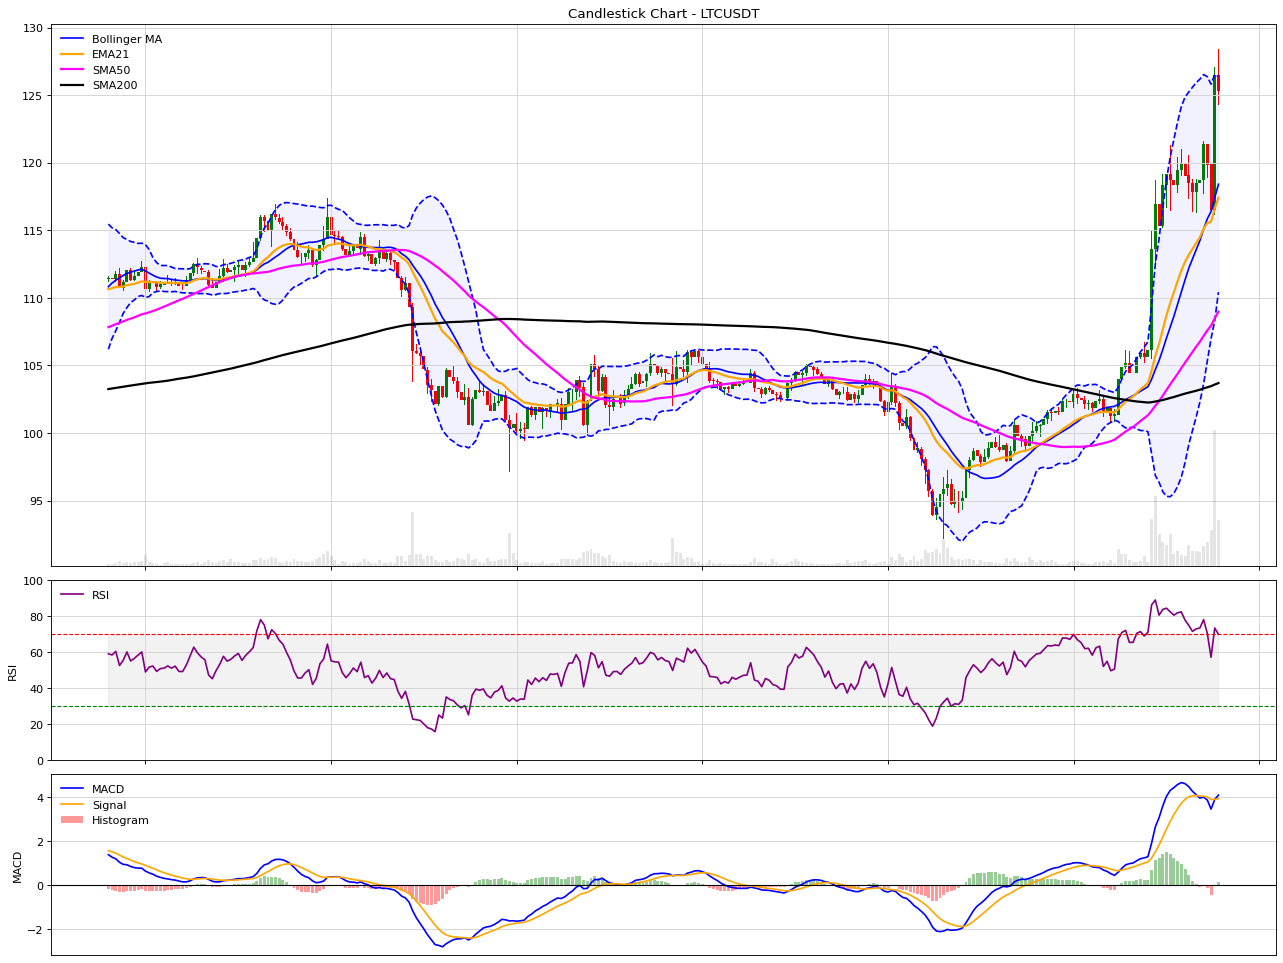 Candlestick Chart - LTCUSDT
Bollinger MA
EMA21
SMA50
SMA200
130
125
120
115
110
105
100
95
RSI
RSI
100
80
60
40
20
0
MACD
Signal
Histogram
MACD
4
2
0
−2